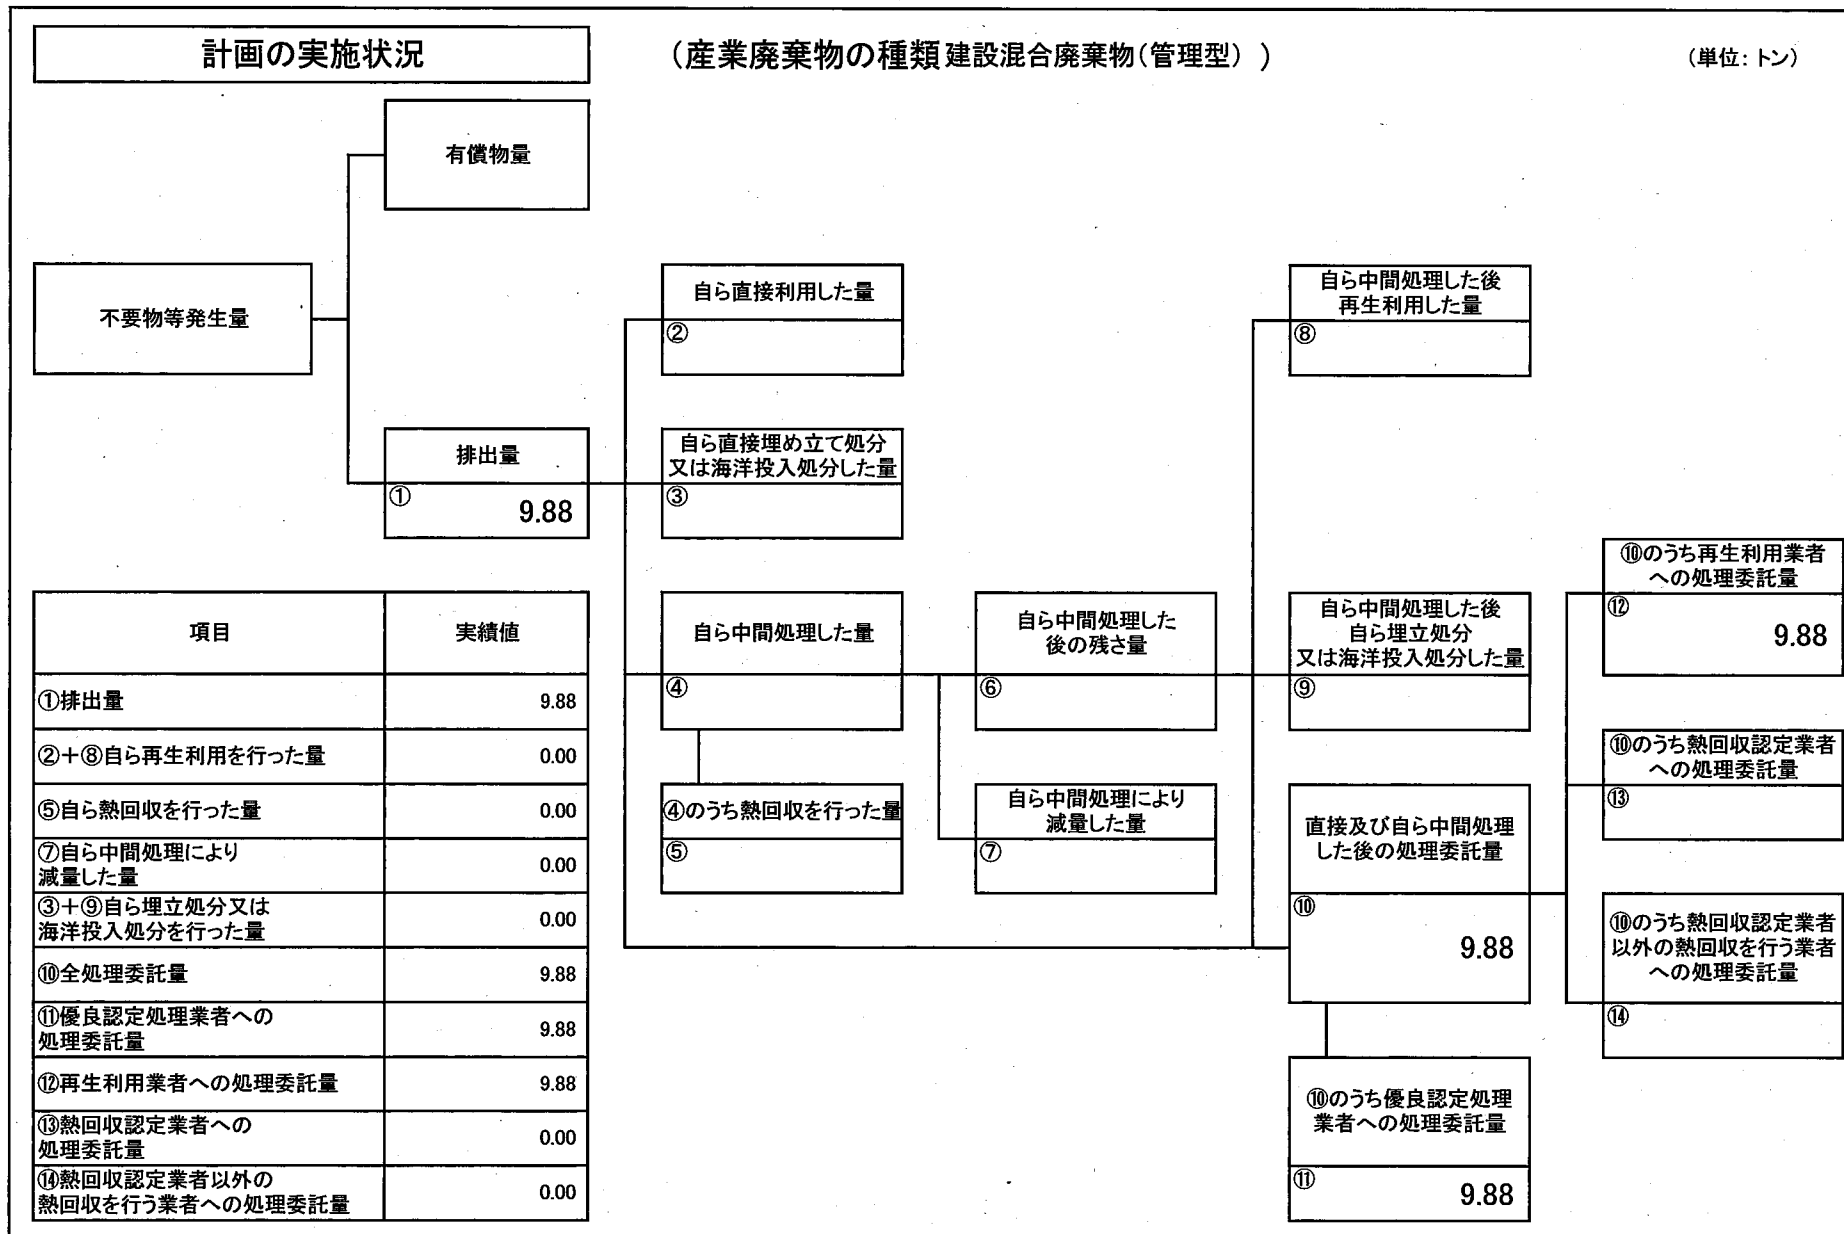 計画の実施状況
（産業廃棄物の種類 建設混合廃棄物（管理型） ）
（単位：トン）
有償物量
不要物等発生量
排出量
① 9.88
自ら直接利用した量
②
自ら直接埋め立て処分
又は海洋投入処分した量
③
自ら中間処理した量
④
④のうち熱回収を行った量
⑤
自ら中間処理した
後の残さ量
⑥
自ら中間処理により
減量した量
⑦
自ら中間処理した後
再生利用した量
⑧
自ら中間処理した後
自ら埋立処分
又は海洋投入処分した量
⑨
直接及び自ら中間処理
した後の処理委託量
⑩ 9.88
⑩のうち優良認定処理
業者への処理委託量
⑪ 9.88
⑩のうち再生利用業者
への処理委託量
⑫ 9.88
⑩のうち熱回収認定業者
への処理委託量
⑬
⑩のうち熱回収認定業者
以外の熱回収を行う業者
への処理委託量
⑭
項目 実績値
①排出量 9.88
②＋⑧自ら再生利用を行った量 0.00
⑤自ら熱回収を行った量 0.00
⑦自ら中間処理により
減量した量 0.00
③＋⑨自ら埋立処分又は
海洋投入処分を行った量 0.00
⑩全処理委託量 9.88
⑪優良認定処理業者への
処理委託量 9.88
⑫再生利用業者への処理委託量 9.88
⑬熱回収認定業者への
処理委託量 0.00
⑭熱回収認定業者以外の
熱回収を行う業者への処理委託量 0.00